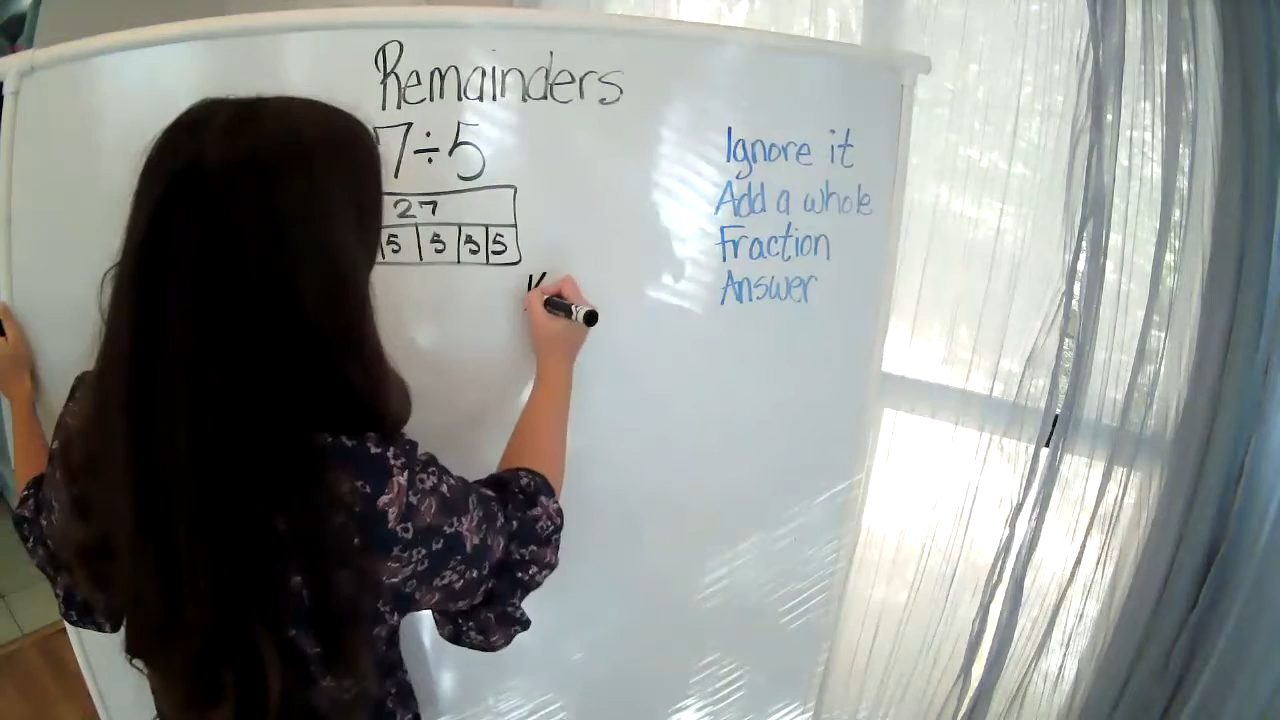 Remainders
7÷5
27
5 5 5 5
Ignore it
Add a whole
Fraction
Answer